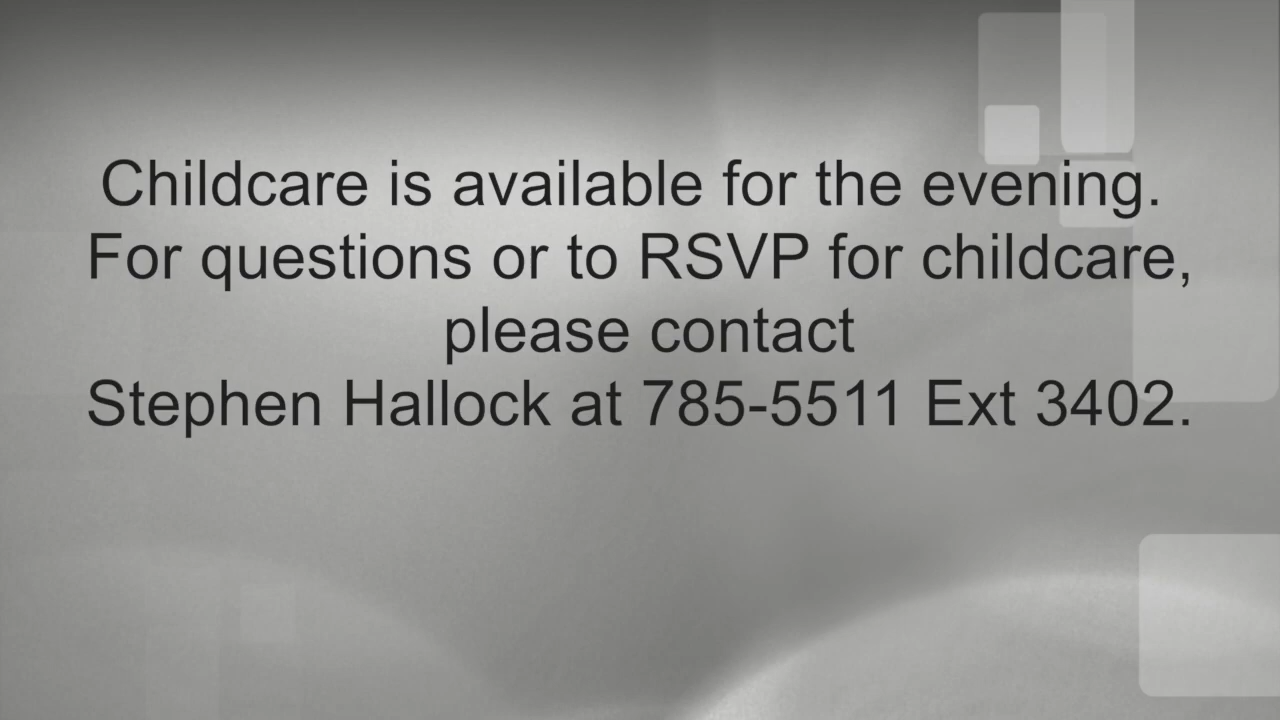 Childcare is available for the evening.
For questions or to RSVP for childcare,
please contact
Stephen Hallock at 785-5511 Ext 3402.